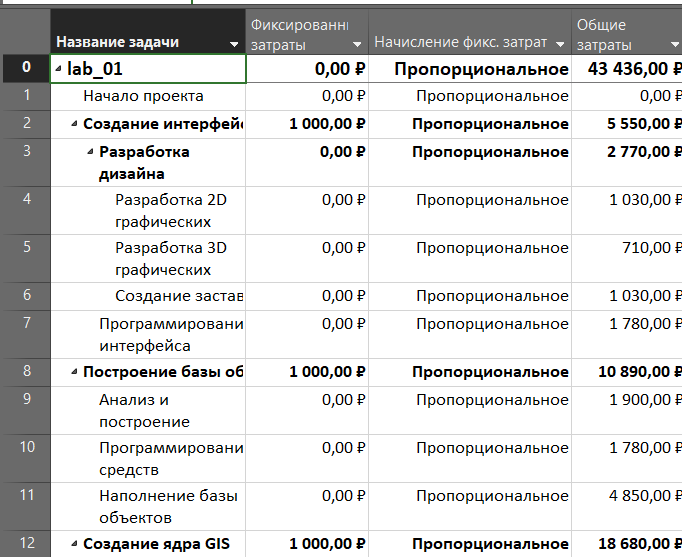 Название задачи Фиксированн затраты Начисление фикс. затрат Общие затраты
0 lab_01 0,00 ₽ Пропорциональное 43 436,00 ₽
1 Начало проекта 0,00 ₽ Пропорциональное 0,00 ₽
2 Создание интерфей 1 000,00 ₽ Пропорциональное 5 550,00 ₽
3 Разработка 0,00 ₽ Пропорциональное 2 770,00 ₽
дизайна
4 Разработка 2D 0,00 ₽ Пропорциональное 1 030,00 ₽
графических
5 Разработка 3D 0,00 ₽ Пропорциональное 710,00 ₽
графических
6 Создание застав 0,00 ₽ Пропорциональное 1 030,00 ₽
7 Программировани 0,00 ₽ Пропорциональное 1 780,00 ₽
интерфейса
8 Построение базы об 1 000,00 ₽ Пропорциональное 10 890,00 ₽
9 Анализ и 0,00 ₽ Пропорциональное 1 900,00 ₽
построение
10 Программировани 0,00 ₽ Пропорциональное 1 780,00 ₽
средств
11 Наполнение базы 0,00 ₽ Пропорциональное 4 850,00 ₽
объектов
12 Создание ядра GIS 1 000,00 ₽ Пропорциональное 18 680,00 ₽